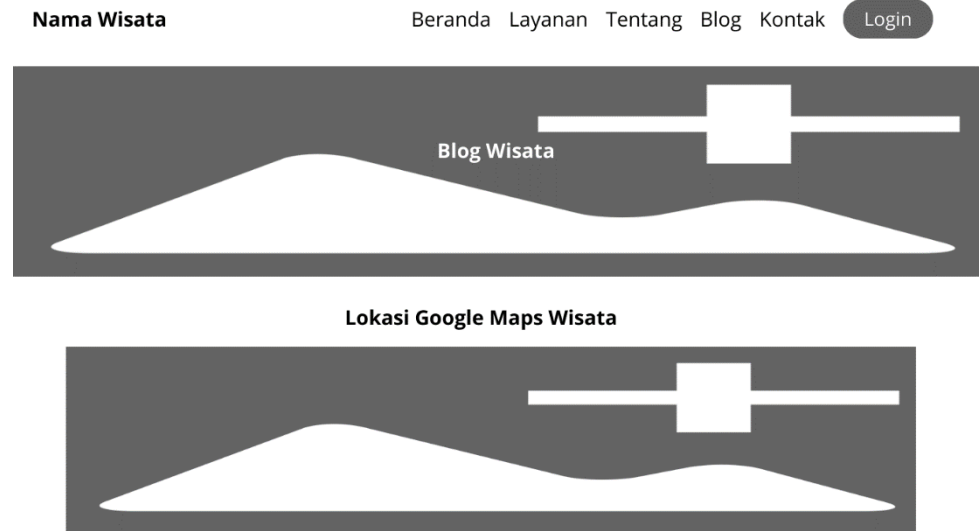 Nama Wisata Beranda Layanan Tentang Blog Kontak Login
Blog Wisata
Lokasi Google Maps Wisata